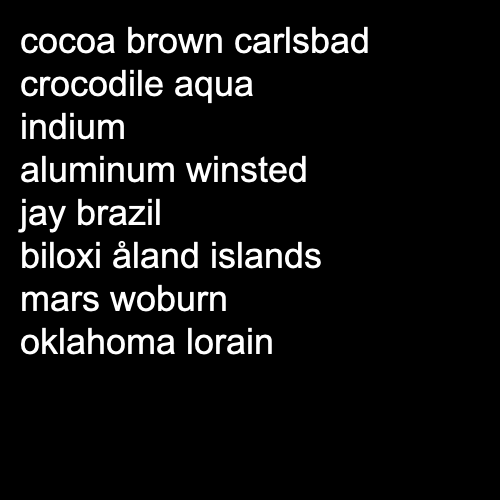 cocoa brown carlsbad
crocodile aqua
indium
aluminum winsted
jay brazil
biloxi åland islands
mars woburn
oklahoma lorain